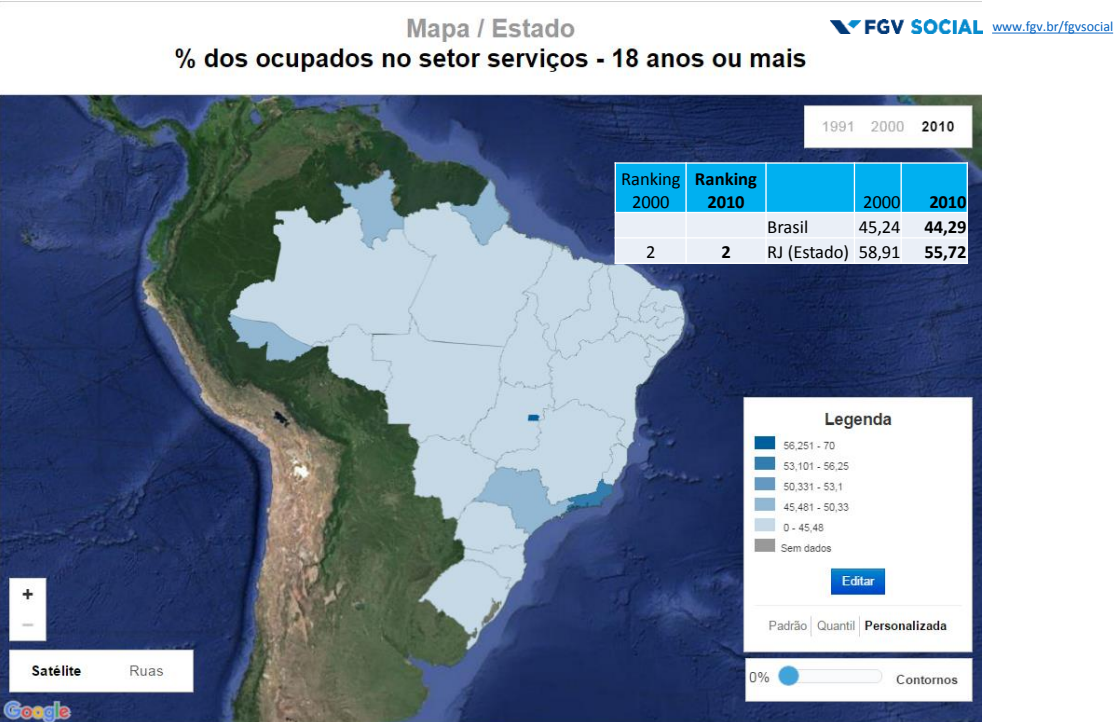 Mapa / Estado
FGV SOCIAL www.fgv.br/fgvsocial
% dos ocupados no setor serviços - 18 anos ou mais
1991 2000 2010
Ranking 2000 Ranking 2010 2000 2010
Brasil 45,24 44,29
2 2 RJ (Estado) 58,91 55,72
Legenda
56,251 - 70
53,101 - 56,25
50,331 - 53,1
45,481 - 50,33
0 - 45,48
Sem dados
Editar
Padrão Quantil Personalizada
0% Contornos
+
−
Satélite Ruas
Google